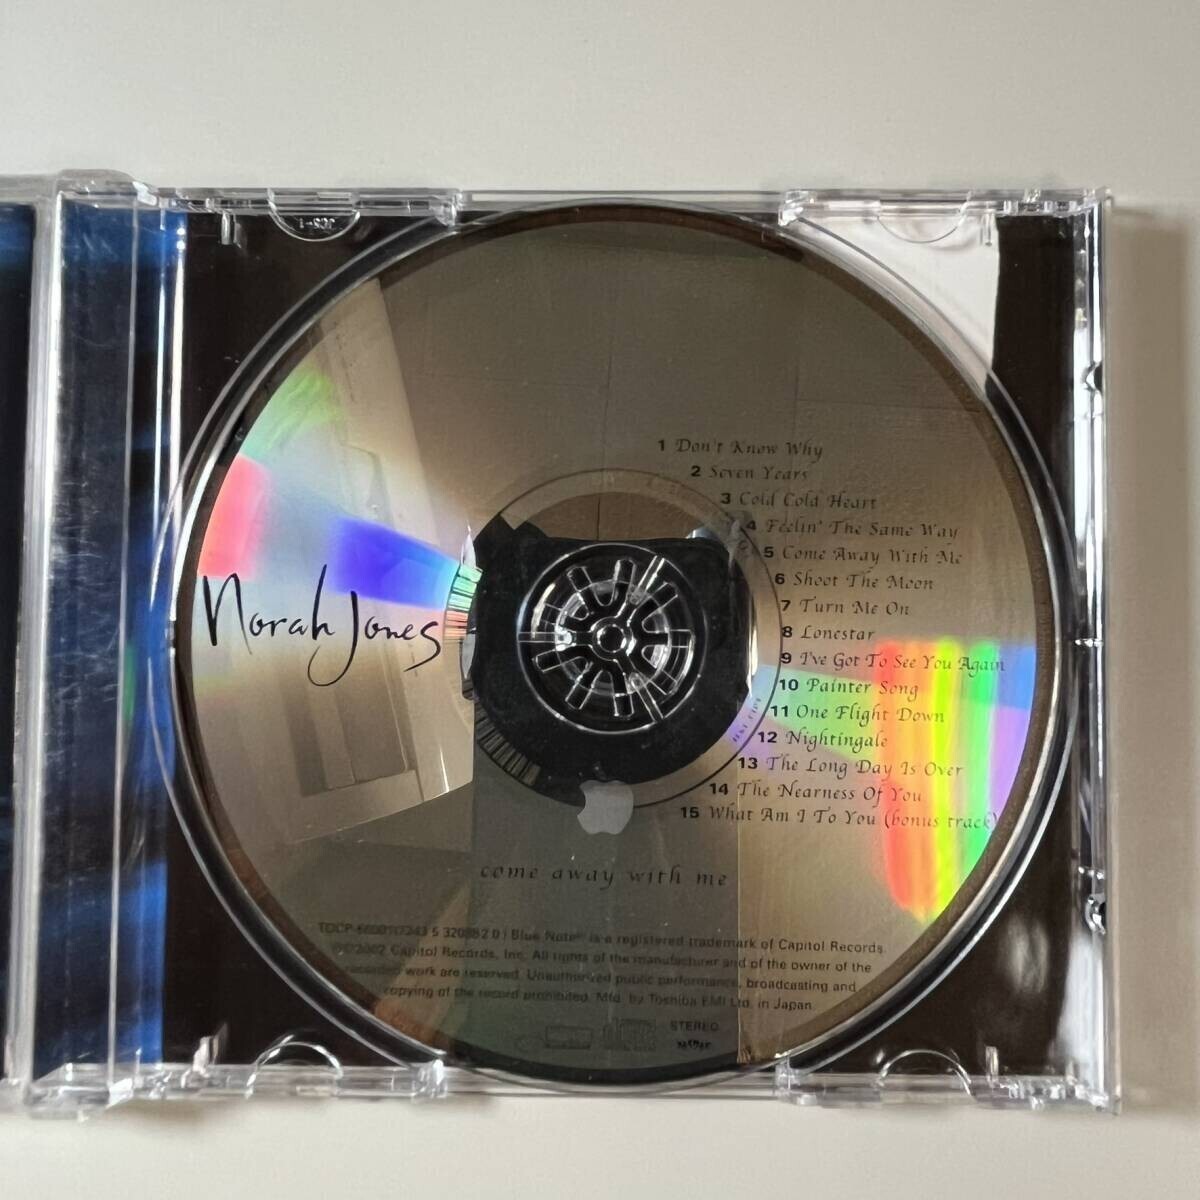 1 Don't Know Why
2 Seven Years
3 Cold Cold Heart
4 Feelin' The Same Way
5 Come Away With Me
6 Shoot The Moon
7 Turn Me On
8 Lonestar
9 I've Got To See You Again
10 Painter Song
11 One Flight Down
12 Nightingale
13 The Long Day Is Over
14 The Nearness Of You
15 What Am I To You (bonus track)
Norah Jones
come away with me
TOCP 5 320882 0 | Blue Note® is a registered trademark of Capitol Records.
℗©2002 Capitol Records, Inc. All rights of the manufacturer and of the owner of the
recorded work are reserved. Unauthorized public performance, broadcasting and
copying of the record prohibited. Mfd. by Toshiba EMI Ltd. in Japan.
STEREO